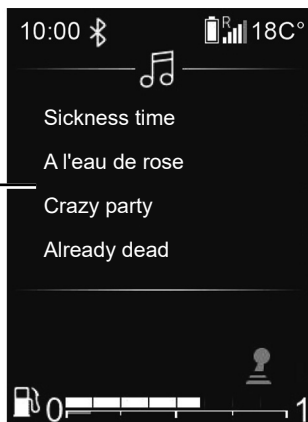 10:00 R 18C°
Sickness time
A l'eau de rose
Crazy party
Already dead
0 1